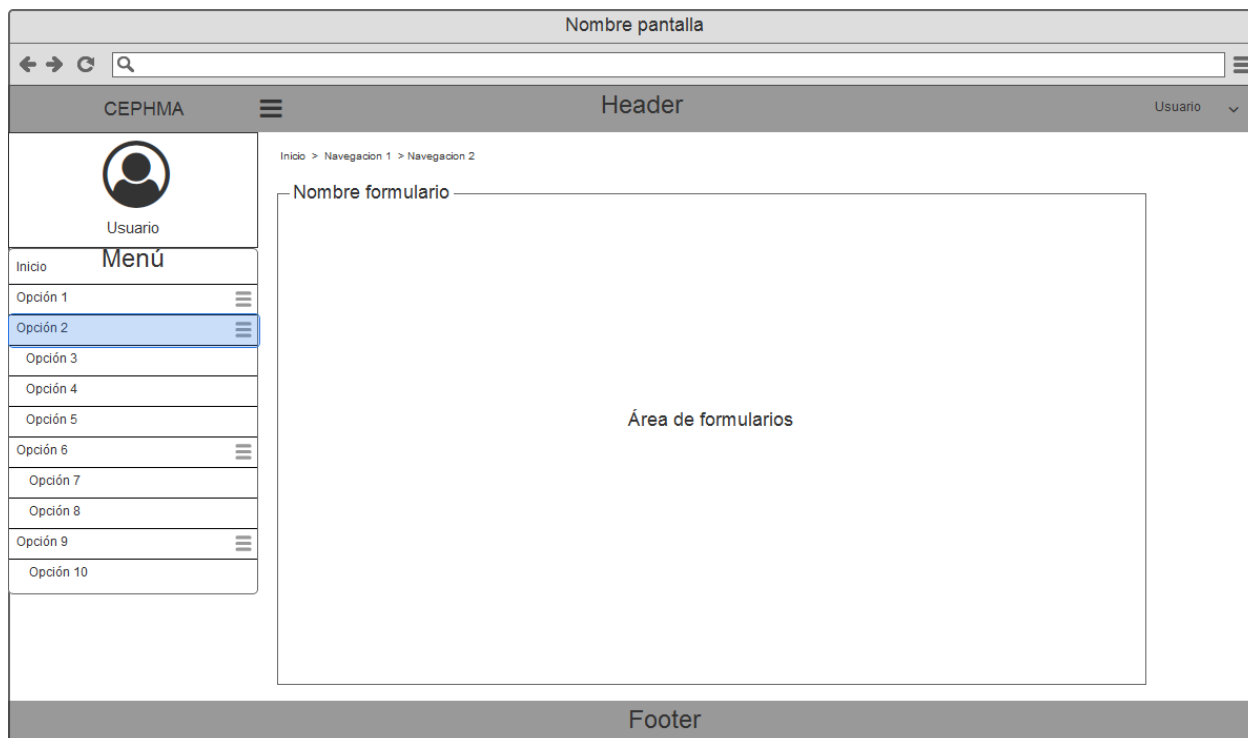 Nombre pantalla
CEPHMA
Header
Usuario
Usuario
Menú
Inicio
Opción 1
Opción 2
Opción 3
Opción 4
Opción 5
Opción 6
Opción 7
Opción 8
Opción 9
Opción 10
Inicio > Navegacion 1 > Navegacion 2
Nombre formulario
Área de formularios
Footer